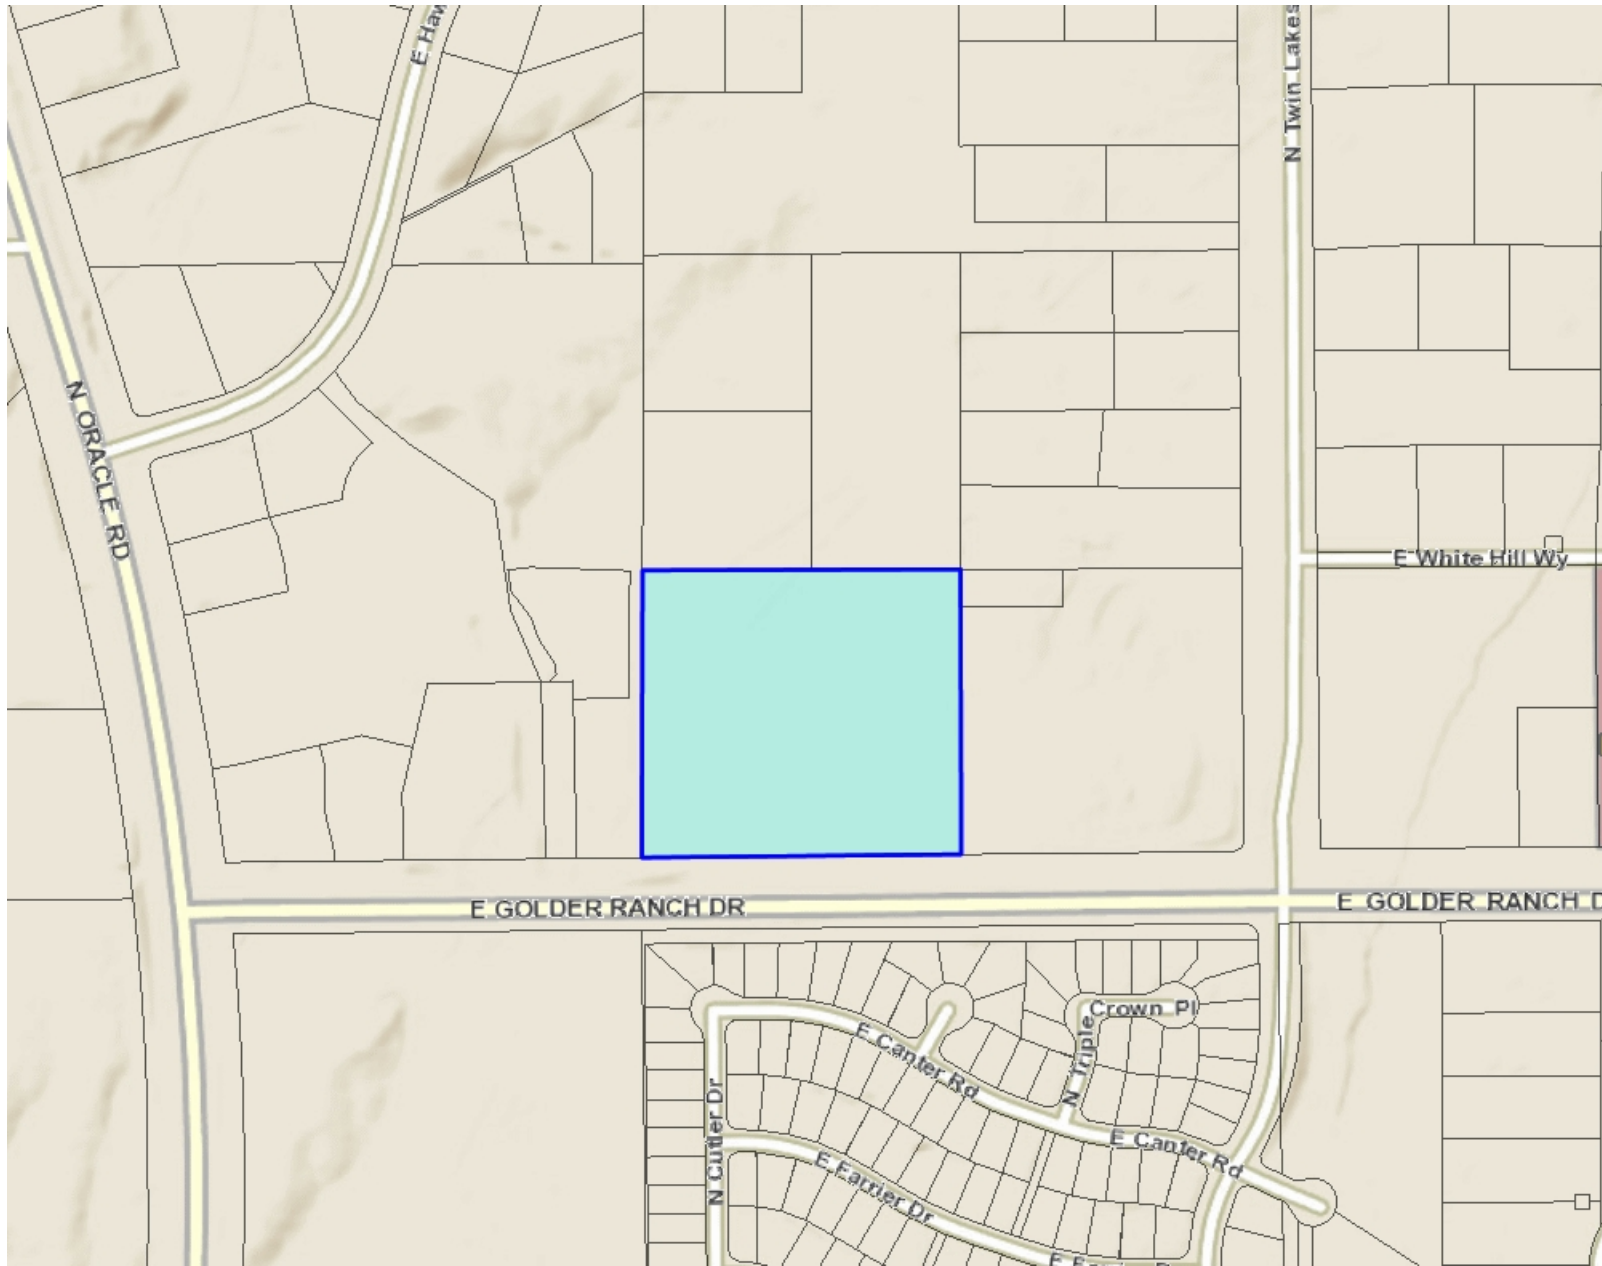 E Haw
N Twin Lakes
N ORACLE RD
E White Hill Wy
E GOLDER RANCH DR
E GOLDER RANCH D
Crown Pl
E Canter Rd
N Triple
N Cutler Dr
E Canter Rd
E Farrier Dr